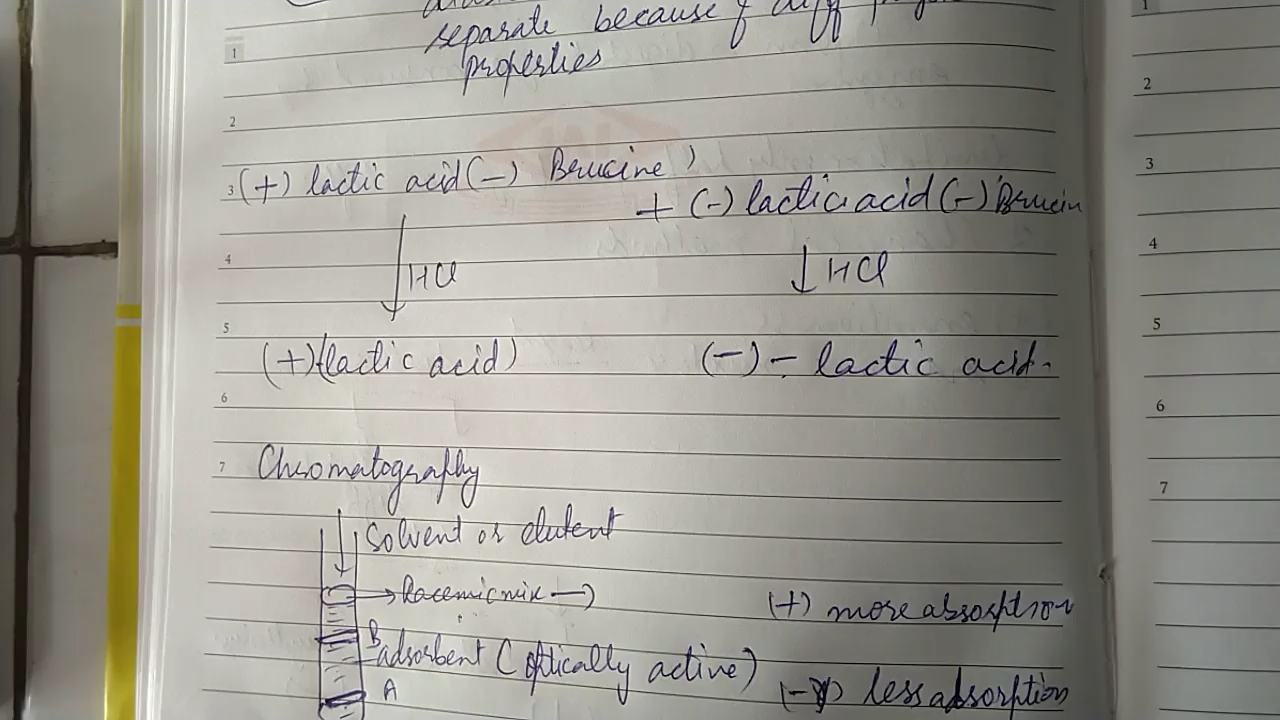 separate because of diff
properties
(+) lactic acid (-) Brucine
+ (-) lactic acid (-) Brucin
HCl HCl
(+) (lactic acid) (-) - lactic acid.
Chromatography
Solvent or elutent
Racemic mix (+) more absorption
B
adsorbent (optically active)
A (-) less adsorption
1
2
3
4
5
6
7
1
2
3
4
5
6
7